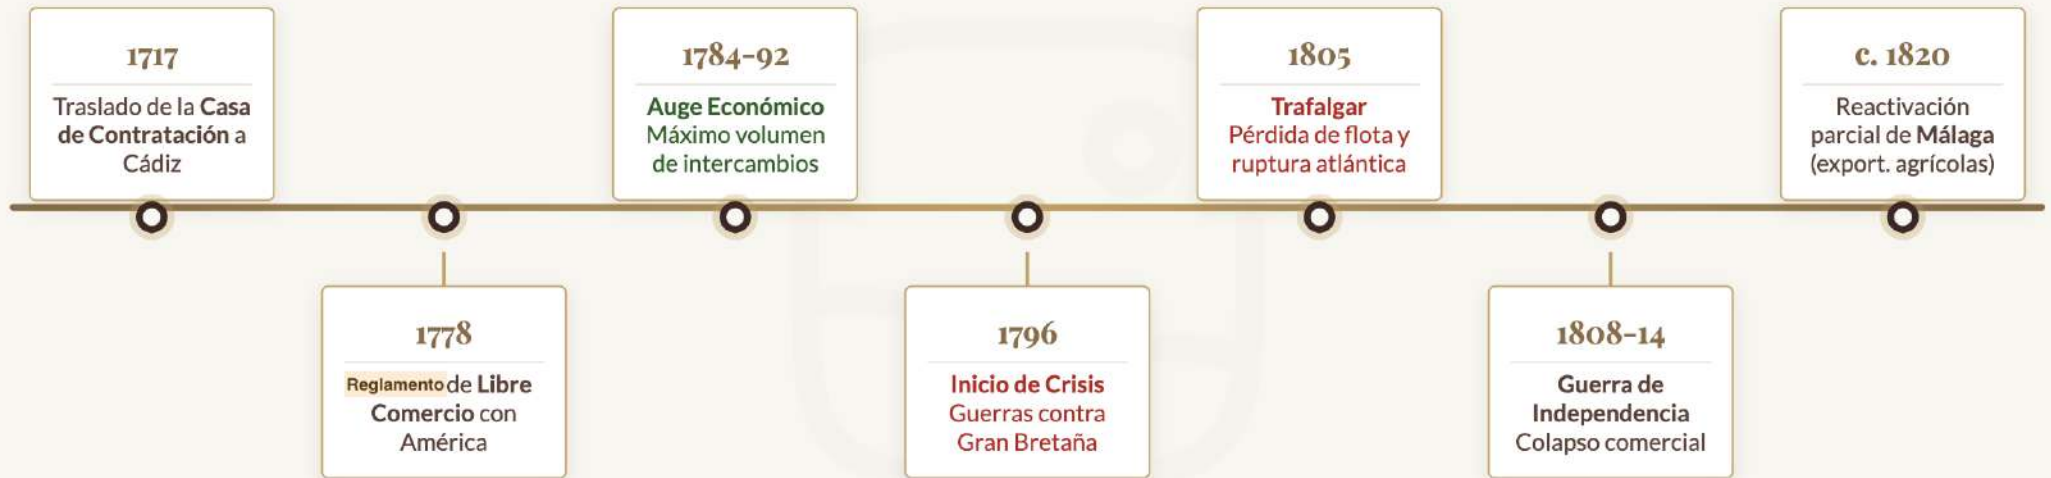 1717
Traslado de la Casa
de Contratación a
Cádiz
1778
Reglamento de Libre
Comercio con
América
1784-92
Auge Económico
Máximo volumen
de intercambios
1796
Inicio de Crisis
Guerras contra
Gran Bretaña
1805
Trafalgar
Pérdida de flota y
ruptura atlántica
1808-14
Guerra de
Independencia
Colapso comercial
c. 1820
Reactivación
parcial de Málaga
(export. agrícolas)